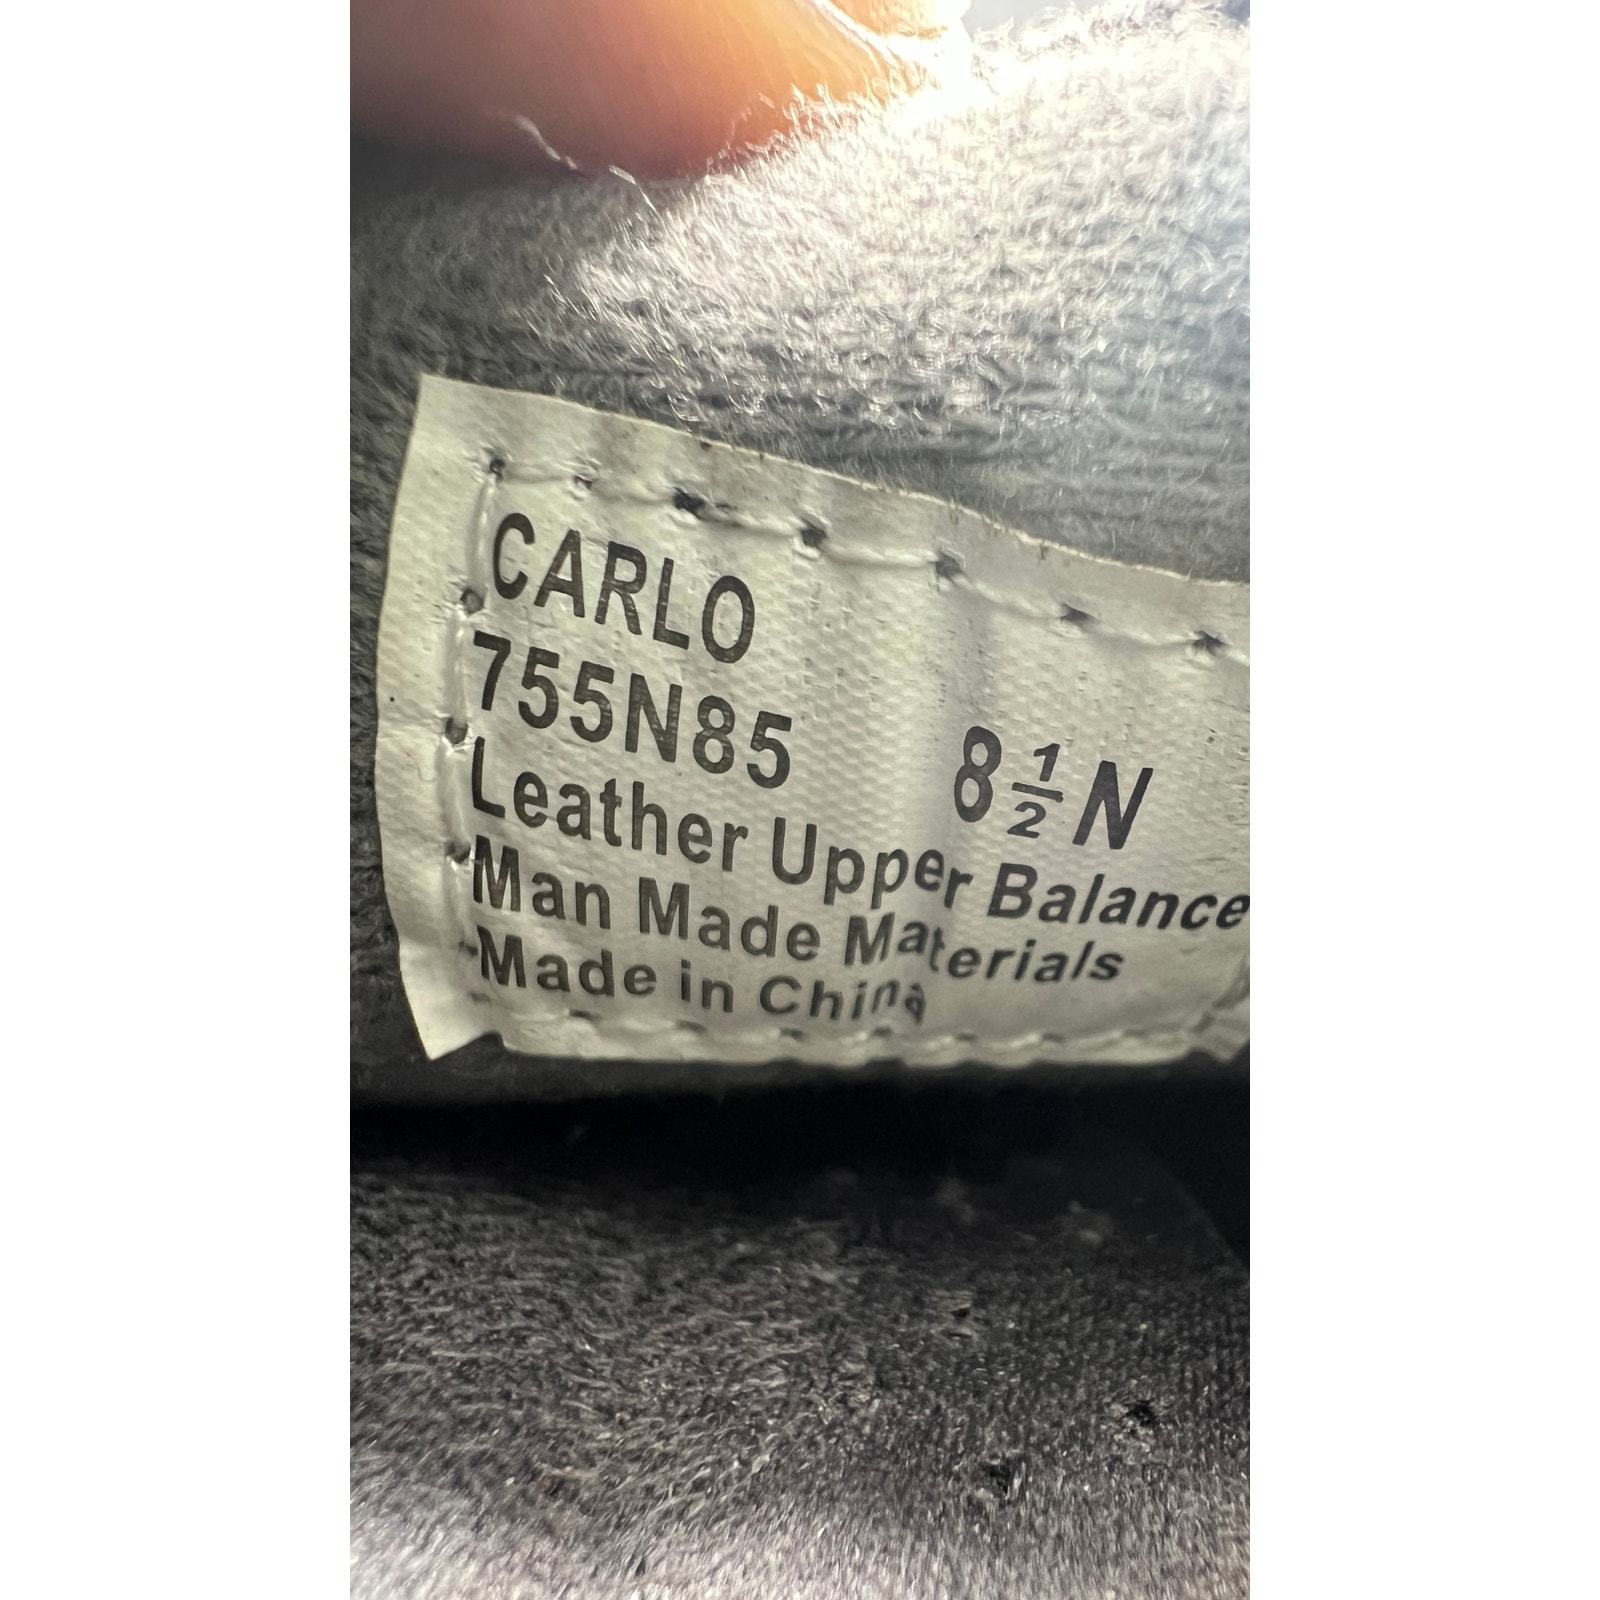 CARLO
755N85 8½N
Leather Upper Balance
Man Made Materials
Made in China